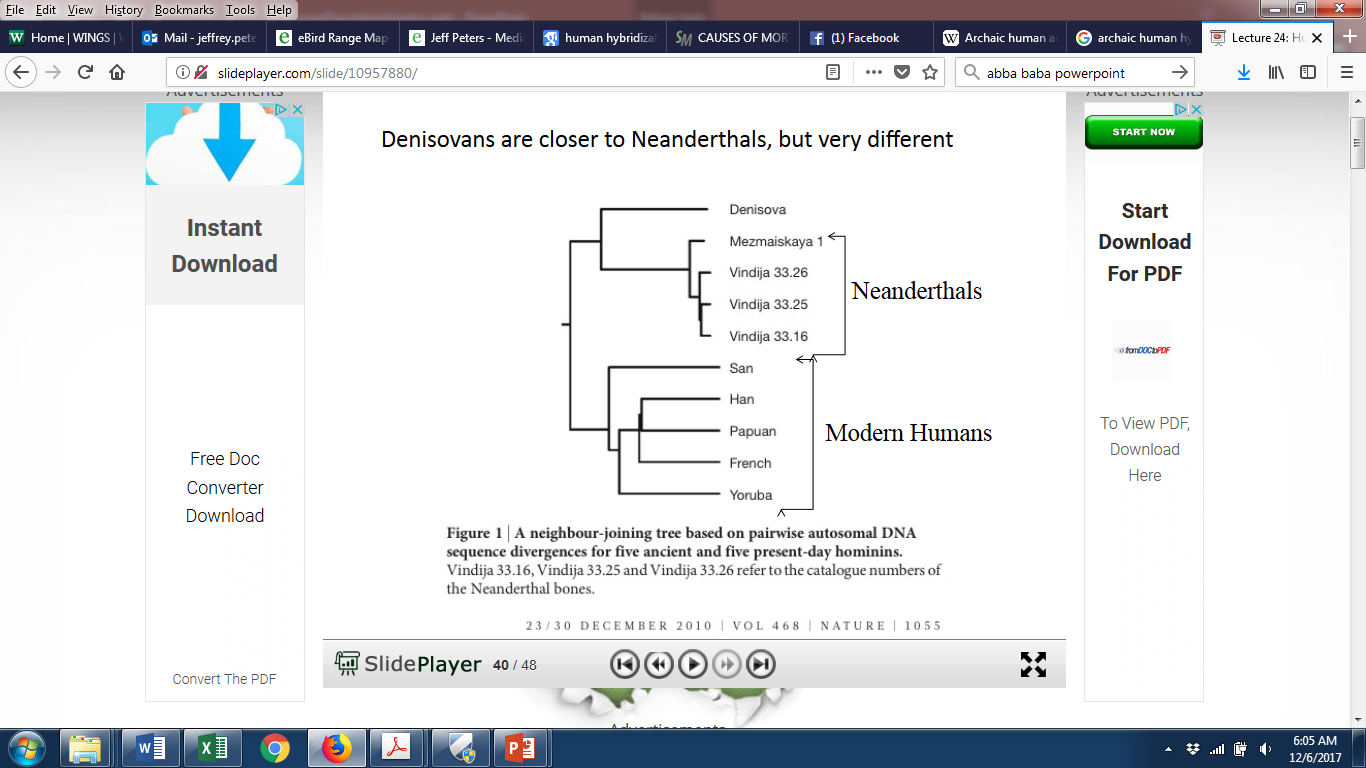 File Edit View History Bookmarks Tools Help
Home | WINGS |
Mail - jeffrey.pete
eBird Range Map
Jeff Peters - Medi
human hybridizat
CAUSES OF MOR
(1) Facebook
Archaic human a
archaic human hy
Lecture 24: Hu
slideplayer.com/slide/10957880/
abba baba powerpoint
Advertisements
Advertisements
Instant
Download
Free Doc
Converter
Download
Convert The PDF
Denisovans are closer to Neanderthals, but very different
Denisova
Mezmaiskaya 1
Vindija 33.26
Vindija 33.25
Vindija 33.16
San
Han
Papuan
French
Yoruba
Neanderthals
Modern Humans
Figure 1 | A neighbour-joining tree based on pairwise autosomal DNA
sequence divergences for five ancient and five present-day hominins.
Vindija 33.16, Vindija 33.25 and Vindija 33.26 refer to the catalogue numbers of
the Neanderthal bones.
23/30 DECEMBER 2010 | VOL 468 | NATURE | 1055
SlidePlayer 40 / 48
START NOW
Start
Download
For PDF
fromDOCtoPDF
To View PDF,
Download
Here
Advertisements
6:05 AM
12/6/2017